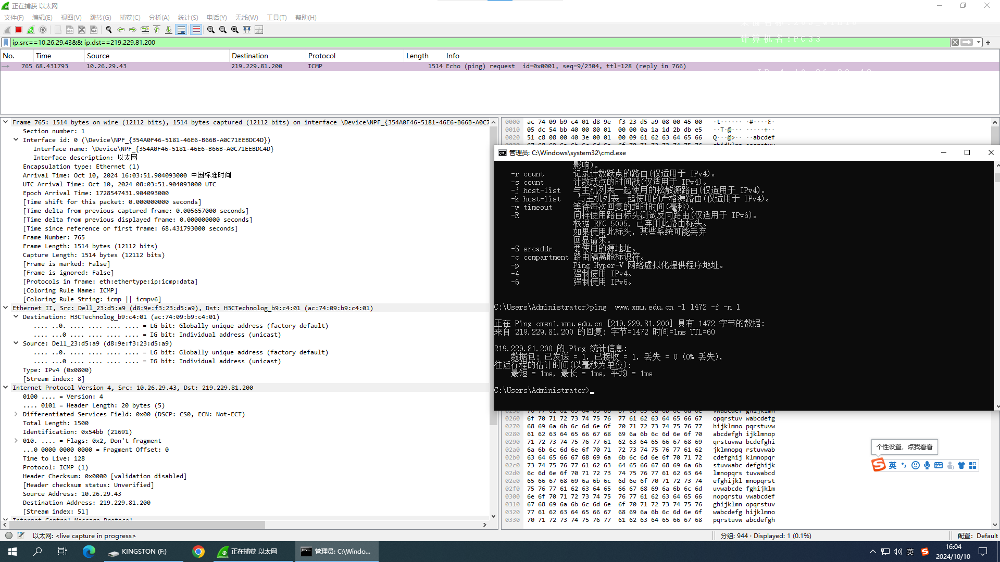 正在捕获 以太网
文件(F) 编辑(E) 视图(V) 跳转(G) 捕获(C) 分析(A) 统计(S) 电话(Y) 无线(W) 工具(T) 帮助(H)
计算机名:PC33
ip.src==10.26.29.43&& ip.dst==219.229.81.200
No. Time Source Destination Protocol Length Info
765 68.431793 10.26.29.43 219.229.81.200 ICMP 1514 Echo (ping) request id=0x0001, seq=9/2304, ttl=128 (reply in 766)
Frame 765: 1514 bytes on wire (12112 bits), 1514 bytes captured (12112 bits) on interface \Device\NPF_{354A0F46-5181-46E6-B66B-A0C7
Section number: 1
Interface id: 0 (\Device\NPF_{354A0F46-5181-46E6-B66B-A0C71EEBDC4D})
Interface name: \Device\NPF_{354A0F46-5181-46E6-B66B-A0C71EEBDC4D}
Interface description: 以太网
Encapsulation type: Ethernet (1)
Arrival Time: Oct 10, 2024 16:03:51.904093000 中国标准时间
UTC Arrival Time: Oct 10, 2024 08:03:51.904093000 UTC
Epoch Arrival Time: 1728547431.904093000
[Time shift for this packet: 0.000000000 seconds]
[Time delta from previous captured frame: 0.005657000 seconds]
[Time delta from previous displayed frame: 0.000000000 seconds]
[Time since reference or first frame: 68.431793000 seconds]
Frame Number: 765
Frame Length: 1514 bytes (12112 bits)
Capture Length: 1514 bytes (12112 bits)
[Frame is marked: False]
[Frame is ignored: False]
[Protocols in frame: eth:ethertype:ip:icmp:data]
[Coloring Rule Name: ICMP]
[Coloring Rule String: icmp || icmpv6]
Ethernet II, Src: Dell_23:d5:a9 (d8:9e:f3:23:d5:a9), Dst: H3CTechnolog_b9:c4:01 (ac:74:09:b9:c4:01)
Destination: H3CTechnolog_b9:c4:01 (ac:74:09:b9:c4:01)
.... ..0. .... .... .... .... = LG bit: Globally unique address (factory default)
.... ...0 .... .... .... .... = IG bit: Individual address (unicast)
Source: Dell_23:d5:a9 (d8:9e:f3:23:d5:a9)
.... ..0. .... .... .... .... = LG bit: Globally unique address (factory default)
.... ...0 .... .... .... .... = IG bit: Individual address (unicast)
Type: IPv4 (0x0800)
[Stream index: 8]
Internet Protocol Version 4, Src: 10.26.29.43, Dst: 219.229.81.200
0100 .... = Version: 4
.... 0101 = Header Length: 20 bytes (5)
Differentiated Services Field: 0x00 (DSCP: CS0, ECN: Not-ECT)
Total Length: 1500
Identification: 0x54bb (21691)
010. .... = Flags: 0x2, Don't fragment
...0 0000 0000 0000 = Fragment Offset: 0
Time to Live: 128
Protocol: ICMP (1)
Header Checksum: 0x0000 [validation disabled]
[Header checksum status: Unverified]
Source Address: 10.26.29.43
Destination Address: 219.229.81.200
[Stream index: 51]
Internet Control Message Protocol
0000 ac 74 09 b9 c4 01 d8 9e f3 23 d5 a9 08 00 45 00 ·t······ ·#····E·
0010 05 dc 54 bb 40 00 80 01 00 00 0a 1a 1d 2b db e5 ··T·@··· ·····+··
0020 51 c8 08 00 40 3e 00 01 00 09 61 62 63 64 65 66 Q···@>·· ··abcdef
管理员: C:\Windows\system32\cmd.exe
影响)。
-r count 记录计数跃点的路由(仅适用于 IPv4)。
-s count 计数跃点的时间戳(仅适用于 IPv4)。
-j host-list 与主机列表一起使用的松散源路由(仅适用于 IPv4)。
-k host-list 与主机列表一起使用的严格源路由(仅适用于 IPv4)。
-w timeout 等待每次回复的超时时间(毫秒)。
-R 同样使用路由标头测试反向路由(仅适用于 IPv6)。
根据 RFC 5095，已弃用此路由标头。
如果使用此标头，某些系统可能丢弃
回显请求。
-S srcaddr 要使用的源地址。
-c compartment 路由隔离舱标识符。
-p Ping Hyper-V 网络虚拟化提供程序地址。
-4 强制使用 IPv4。
-6 强制使用 IPv6。
C:\Users\Administrator>ping www.xmu.edu.cn -l 1472 -f -n 1
正在 Ping cmsn1.xmu.edu.cn [219.229.81.200] 具有 1472 字节的数据:
来自 219.229.81.200 的回复: 字节=1472 时间=1ms TTL=60
219.229.81.200 的 Ping 统计信息:
数据包: 已发送 = 1，已接收 = 1，丢失 = 0 (0% 丢失)，
往返行程的估计时间(以毫秒为单位):
最短 = 1ms，最长 = 1ms，平均 = 1ms
C:\Users\Administrator>
0260 6f 70 71 72 73 74 75 76 77 61 62 63 64 65 66 67 opqrstuv wabcdefg
0270 68 69 6a 6b 6c 6d 6e 6f 70 71 72 73 74 75 76 77 hijklmno pqrstuvw
0280 61 62 63 64 65 66 67 68 69 6a 6b 6c 6d 6e 6f 70 abcdefgh ijklmnop
0290 71 72 73 74 75 76 77 61 62 63 64 65 66 67 68 69 qrstuvwa bcdefghi
02a0 6a 6b 6c 6d 6e 6f 70 71 72 73 74 75 76 77 61 62 jklmnopq rstuvwab
02b0 63 64 65 66 67 68 69 6a 6b 6c 6d 6e 6f 70 71 72 cdefghij klmnopqr
02c0 73 74 75 76 77 61 62 63 64 65 66 67 68 69 6a 6b stuvwabc defghijk
02d0 6c 6d 6e 6f 70 71 72 73 74 75 76 77 61 62 63 64 lmnopqrs tuvwabcd
02e0 65 66 67 68 69 6a 6b 6c 6d 6e 6f 70 71 72 73 74 efghijkl mnopqrst
02f0 75 76 77 61 62 63 64 65 66 67 68 69 6a 6b 6c 6d uvwabcde fghijklm
0300 6e 6f 70 71 72 73 74 75 76 77 61 62 63 64 65 66 nopqrstu vwabcdef
0310 67 68 69 6a 6b 6c 6d 6e 6f 70 71 72 73 74 75 76 ghijklmn opqrstuv
0320 77 61 62 63 64 65 66 67 68 69 6a 6b 6c 6d 6e 6f wabcdefg hijklmno
0330 70 71 72 73 74 75 76 77 61 62 63 64 65 66 67 68 pqrstuvw abcdefgh
个性设置，点我看看
英
以太网: <live capture in progress>
分组: 944 · Displayed: 1 (0.1%)
配置: Default
KINGSTON (F:)
正在捕获 以太网
管理员: C:\Windo...
英
16:04
2024/10/10